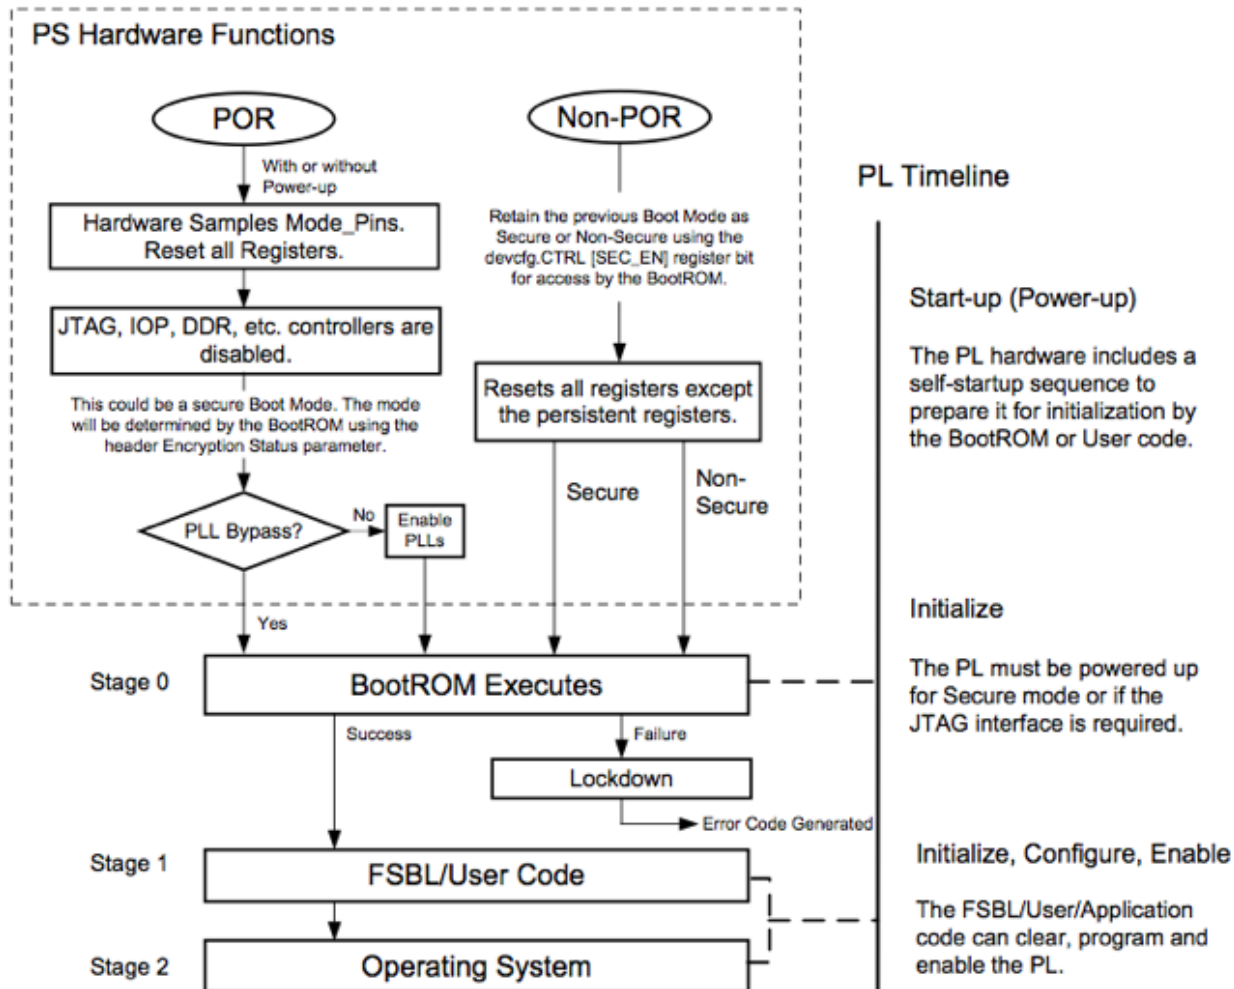 PS Hardware Functions
POR
With or without
Power-up
Hardware Samples Mode_Pins.
Reset all Registers.
JTAG, IOP, DDR, etc. controllers are
disabled.
This could be a secure Boot Mode. The mode
will be determined by the BootROM using the
header Encryption Status parameter.
PLL Bypass?
No
Enable
PLLs
Yes
Non-POR
Retain the previous Boot Mode as
Secure or Non-Secure using the
devcfg.CTRL [SEC_EN] register bit
for access by the BootROM.
Resets all registers except
the persistent registers.
Secure
Non-
Secure
Stage 0
BootROM Executes
Success
Failure
Lockdown
Error Code Generated
Stage 1
FSBL/User Code
Stage 2
Operating System
PL Timeline
Start-up (Power-up)
The PL hardware includes a
self-startup sequence to
prepare it for initialization by
the BootROM or User code.
Initialize
The PL must be powered up
for Secure mode or if the
JTAG interface is required.
Initialize, Configure, Enable
The FSBL/User/Application
code can clear, program and
enable the PL.